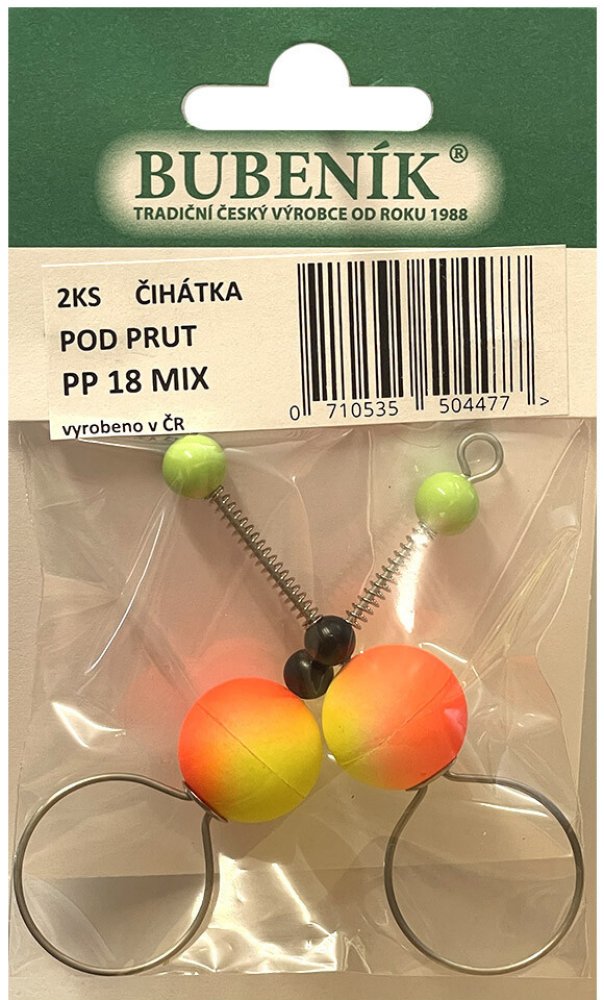 BUBENÍK®
TRADIČNÍ ČESKÝ VÝROBCE OD ROKU 1988
2KS ČIHÁTKA
POD PRUT
PP 18 MIX
vyrobeno v ČR
0 710535 504477 >